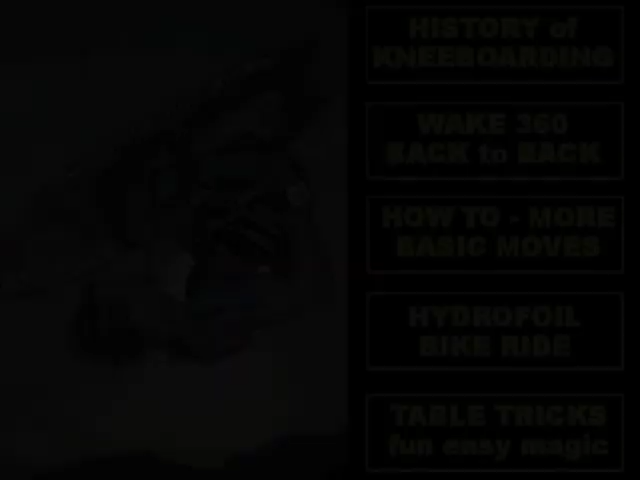 HISTORY of
KNEEBOARDING
WAKE 360
BACK to BACK
HOW TO - MORE
BASIC MOVES
HYDROFOIL
BIKE RIDE
TABLE TRICKS
fun easy magic